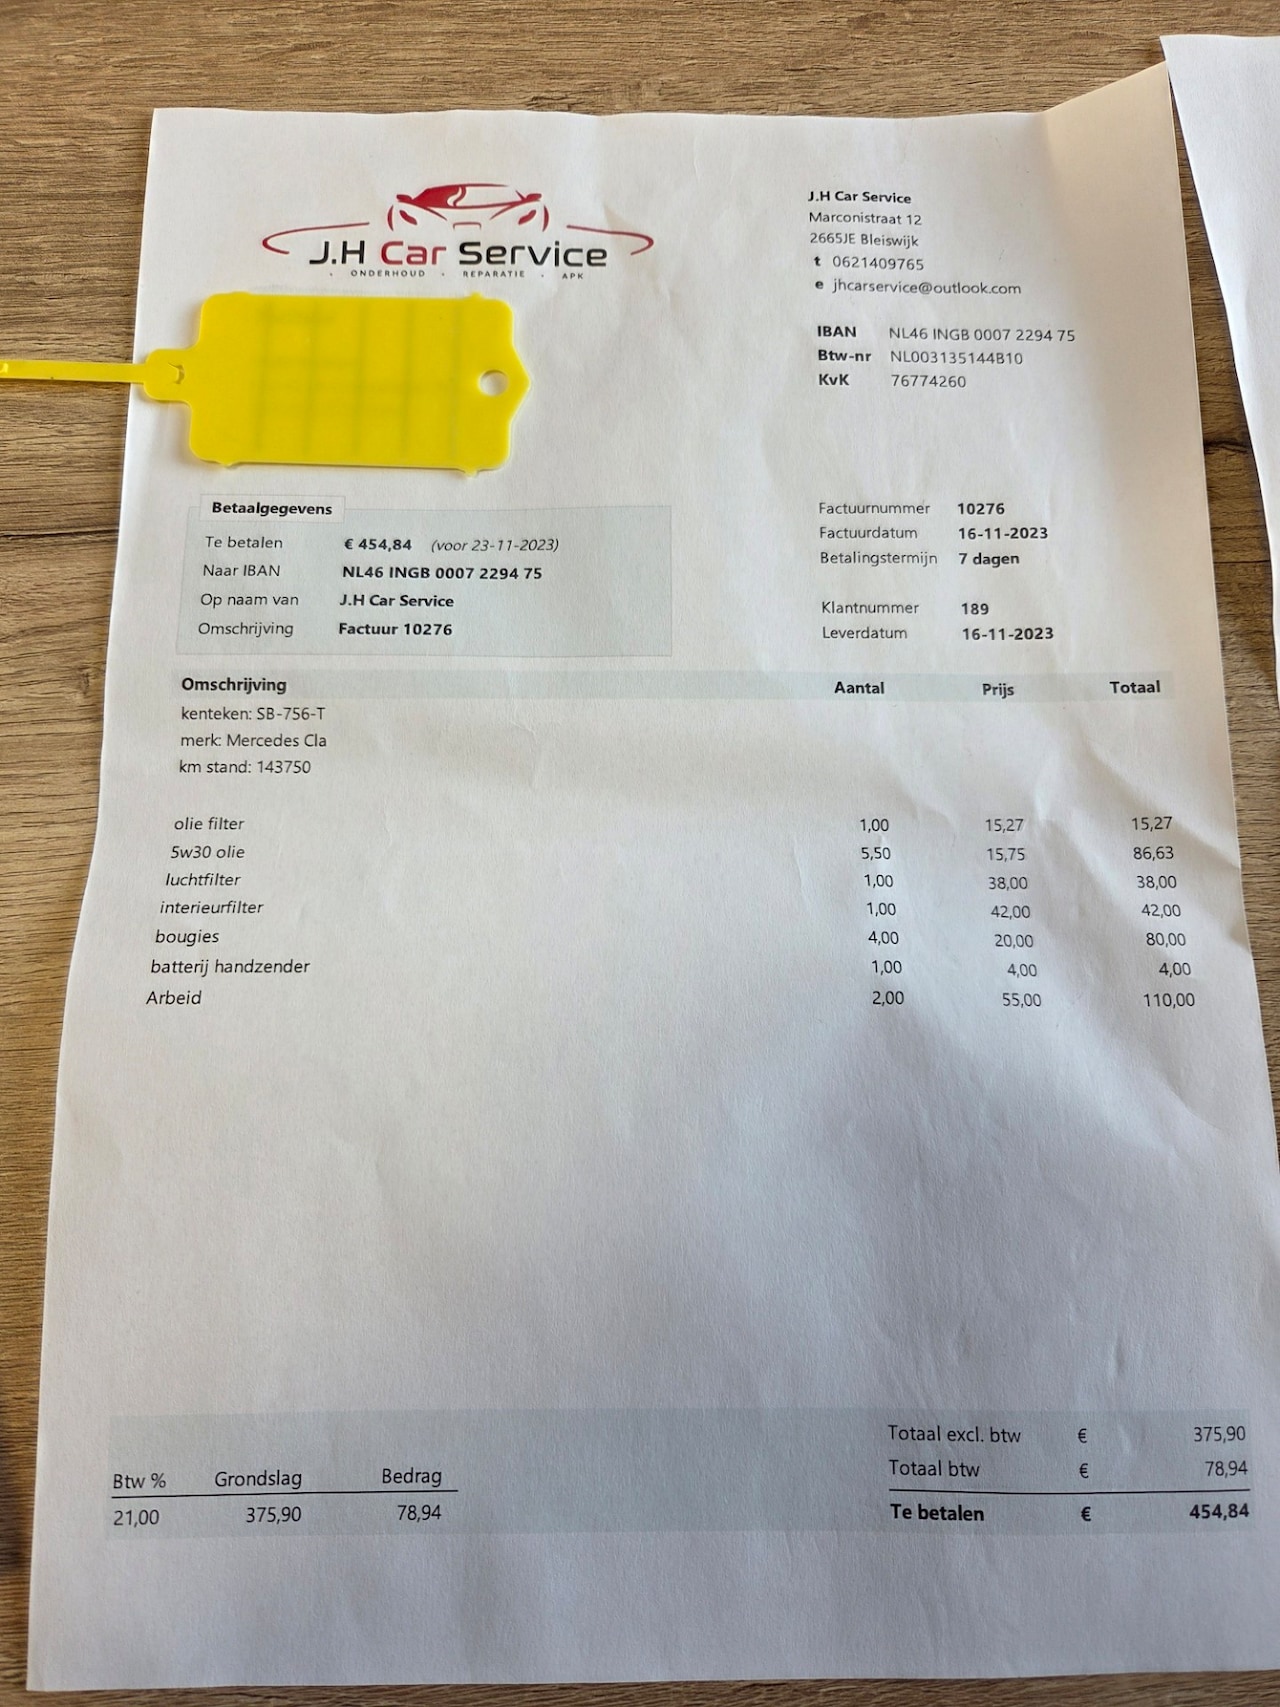 J.H Car Service
ONDERHOUD · REPARATIE · APK
J.H Car Service
Marconistraat 12
2665JE Bleiswijk
t 0621409765
e jhcarservice@outlook.com
IBAN NL46 INGB 0007 2294 75
Btw-nr NL003135144B10
KvK 76774260
Betaalgegevens
Te betalen € 454,84 (voor 23-11-2023)
Naar IBAN NL46 INGB 0007 2294 75
Op naam van J.H Car Service
Omschrijving Factuur 10276
Factuurnummer 10276
Factuurdatum 16-11-2023
Betalingstermijn 7 dagen
Klantnummer 189
Leverdatum 16-11-2023
Omschrijving Aantal Prijs Totaal
kenteken: SB-756-T
merk: Mercedes Cla
km stand: 143750
olie filter 1,00 15,27 15,27
5w30 olie 5,50 15,75 86,63
luchtfilter 1,00 38,00 38,00
interieurfilter 1,00 42,00 42,00
bougies 4,00 20,00 80,00
batterij handzender 1,00 4,00 4,00
Arbeid 2,00 55,00 110,00
Totaal excl. btw € 375,90
Totaal btw € 78,94
Te betalen € 454,84
Btw % Grondslag Bedrag
21,00 375,90 78,94